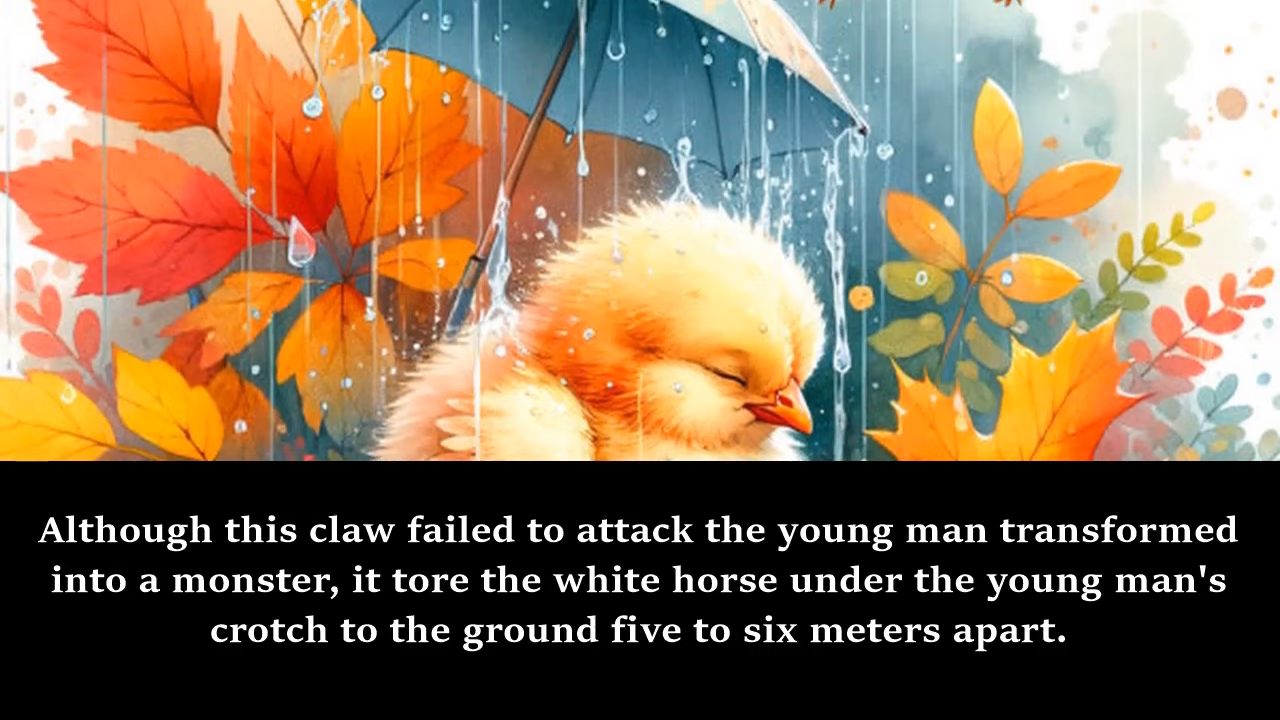 Although this claw failed to attack the young man transformed
into a monster, it tore the white horse under the young man's
crotch to the ground five to six meters apart.